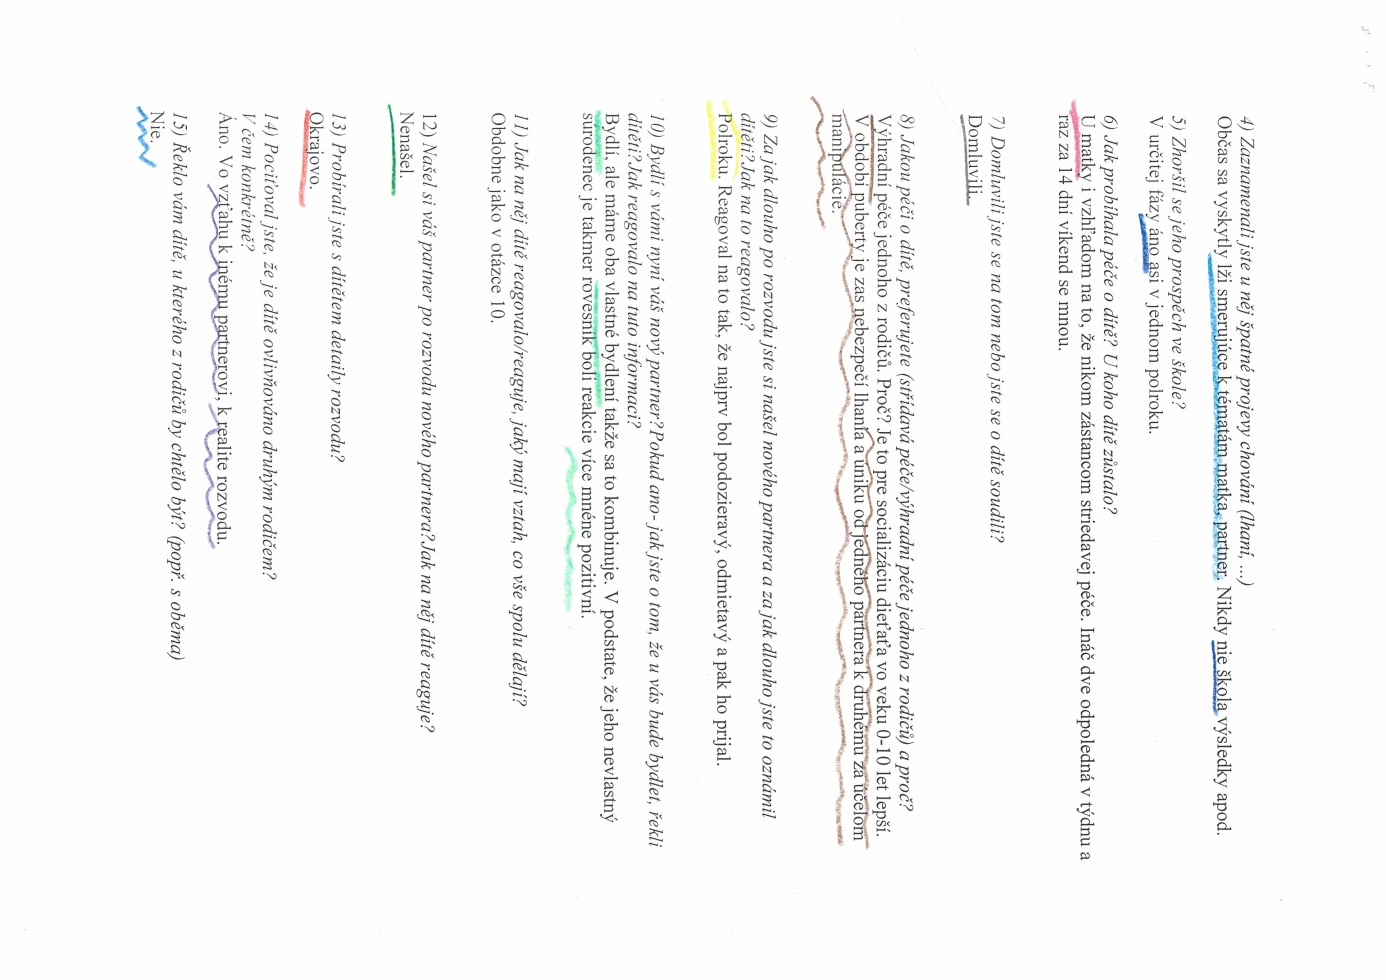 4) Zaznamenali jste u něj špatné projevy chování (lhaní, ...)
Občas sa vyskytly lži smerujúce k tématám matka, partner. Nikdy nie škola výsledky apod.
5) Zhoršil se jeho prospěch ve škole?
V určitej fázy áno asi v jednom polroku.
6) Jak probíhala péče o dítě? U koho dítě zůstalo?
U matky i vzhľadom na to, že nikom zástancom striedavej péče. Ináč dve odpoledná v týdnu a
raz za 14 dní víkend se mnou.
7) Domluvili jste se na tom nebo jste se o dítě soudili?
Domluvili.
8) Jakou péči o dítě, preferujete (střídavá péče/výhradní péče jednoho z rodičů) a proč?
Výhradní péče jednoho z rodičů. Proč? Je to pre socializáciu dieťaťa vo veku 0-10 let lepší.
V období puberty je zas nebezpečí lhaní a úniku od jedného partnera k druhému za účelom
manipulácie.
9) Za jak dlouho po rozvodu jste si našel nového partnera a za jak dlouho jste to oznámil
dítěti?Jak na to reagovalo?
Polroku. Reagoval na to tak, že najprv bol podozieravý, odmietavý a pak ho prijal.
10) Bydlí s vámi nyní váš nový partner?Pokud ano- jak jste o tom, že u vás bude bydlet, řekli
dítěti?Jak reagovalo na tuto informaci?
Bydlí, ale máme oba vlastné bydlení takže sa to kombinuje. V podstate, že jeho nevlastný
surodenec je takmer rovesník boli reakcie více mnéne pozitivní.
11) Jak na něj dítě reagovalo/reaguje, jaký mají vztah, co vše spolu dělají?
Obdobne jako v otázce 10.
12) Našel si váš partner po rozvodu nového partnera?Jak na něj dítě reaguje?
Nenašel.
13) Probírali jste s dítětem detaily rozvodu?
Okrajovo.
14) Pociťoval jste, že je dítě ovlivňováno druhým rodičem?
V čem konkrétně?
Áno. Vo vzťahu k inému partnerovi, k realite rozvodu.
15) Řeklo vám dítě, u kterého z rodičů by chtělo být? (popř. s oběma)
Nie.